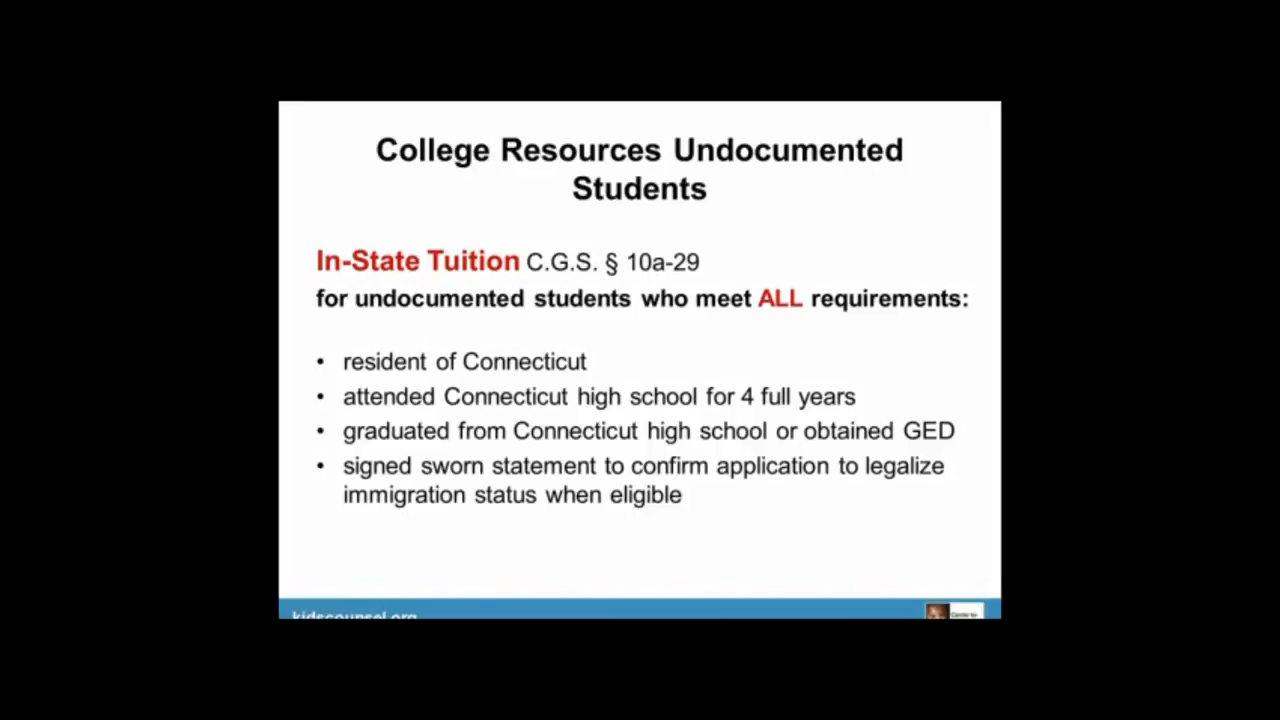 College Resources Undocumented
Students
In-State Tuition C.G.S. § 10a-29
for undocumented students who meet ALL requirements:
• resident of Connecticut
• attended Connecticut high school for 4 full years
• graduated from Connecticut high school or obtained GED
• signed sworn statement to confirm application to legalize
immigration status when eligible
kidscounsel.org
Center for